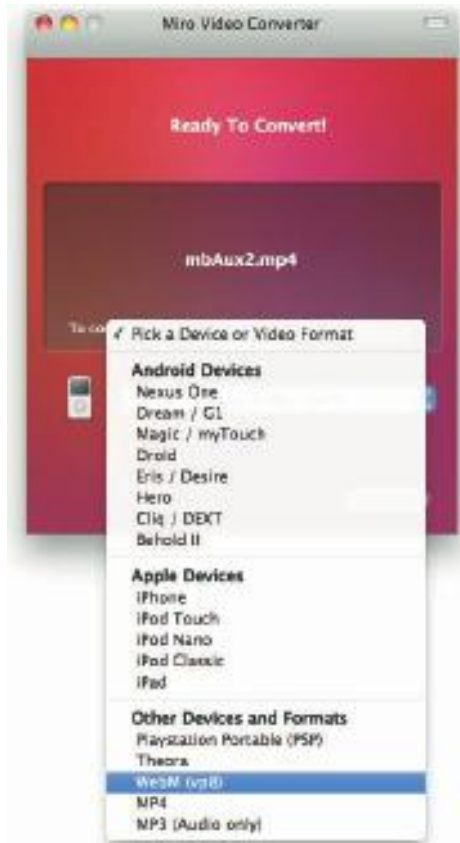 Miro Video Converter
Ready To Convert!
mbAux2.mp4
To co
✓ Pick a Device or Video Format
Android Devices
Nexus One
Dream / G1
Magic / myTouch
Droid
Eris / Desire
Hero
Cliq / DEXT
Behold II
Apple Devices
iPhone
iPod Touch
iPod Nano
iPod Classic
iPad
Other Devices and Formats
Playstation Portable (PSP)
Theora
WebM (vp8)
MP4
MP3 (Audio only)